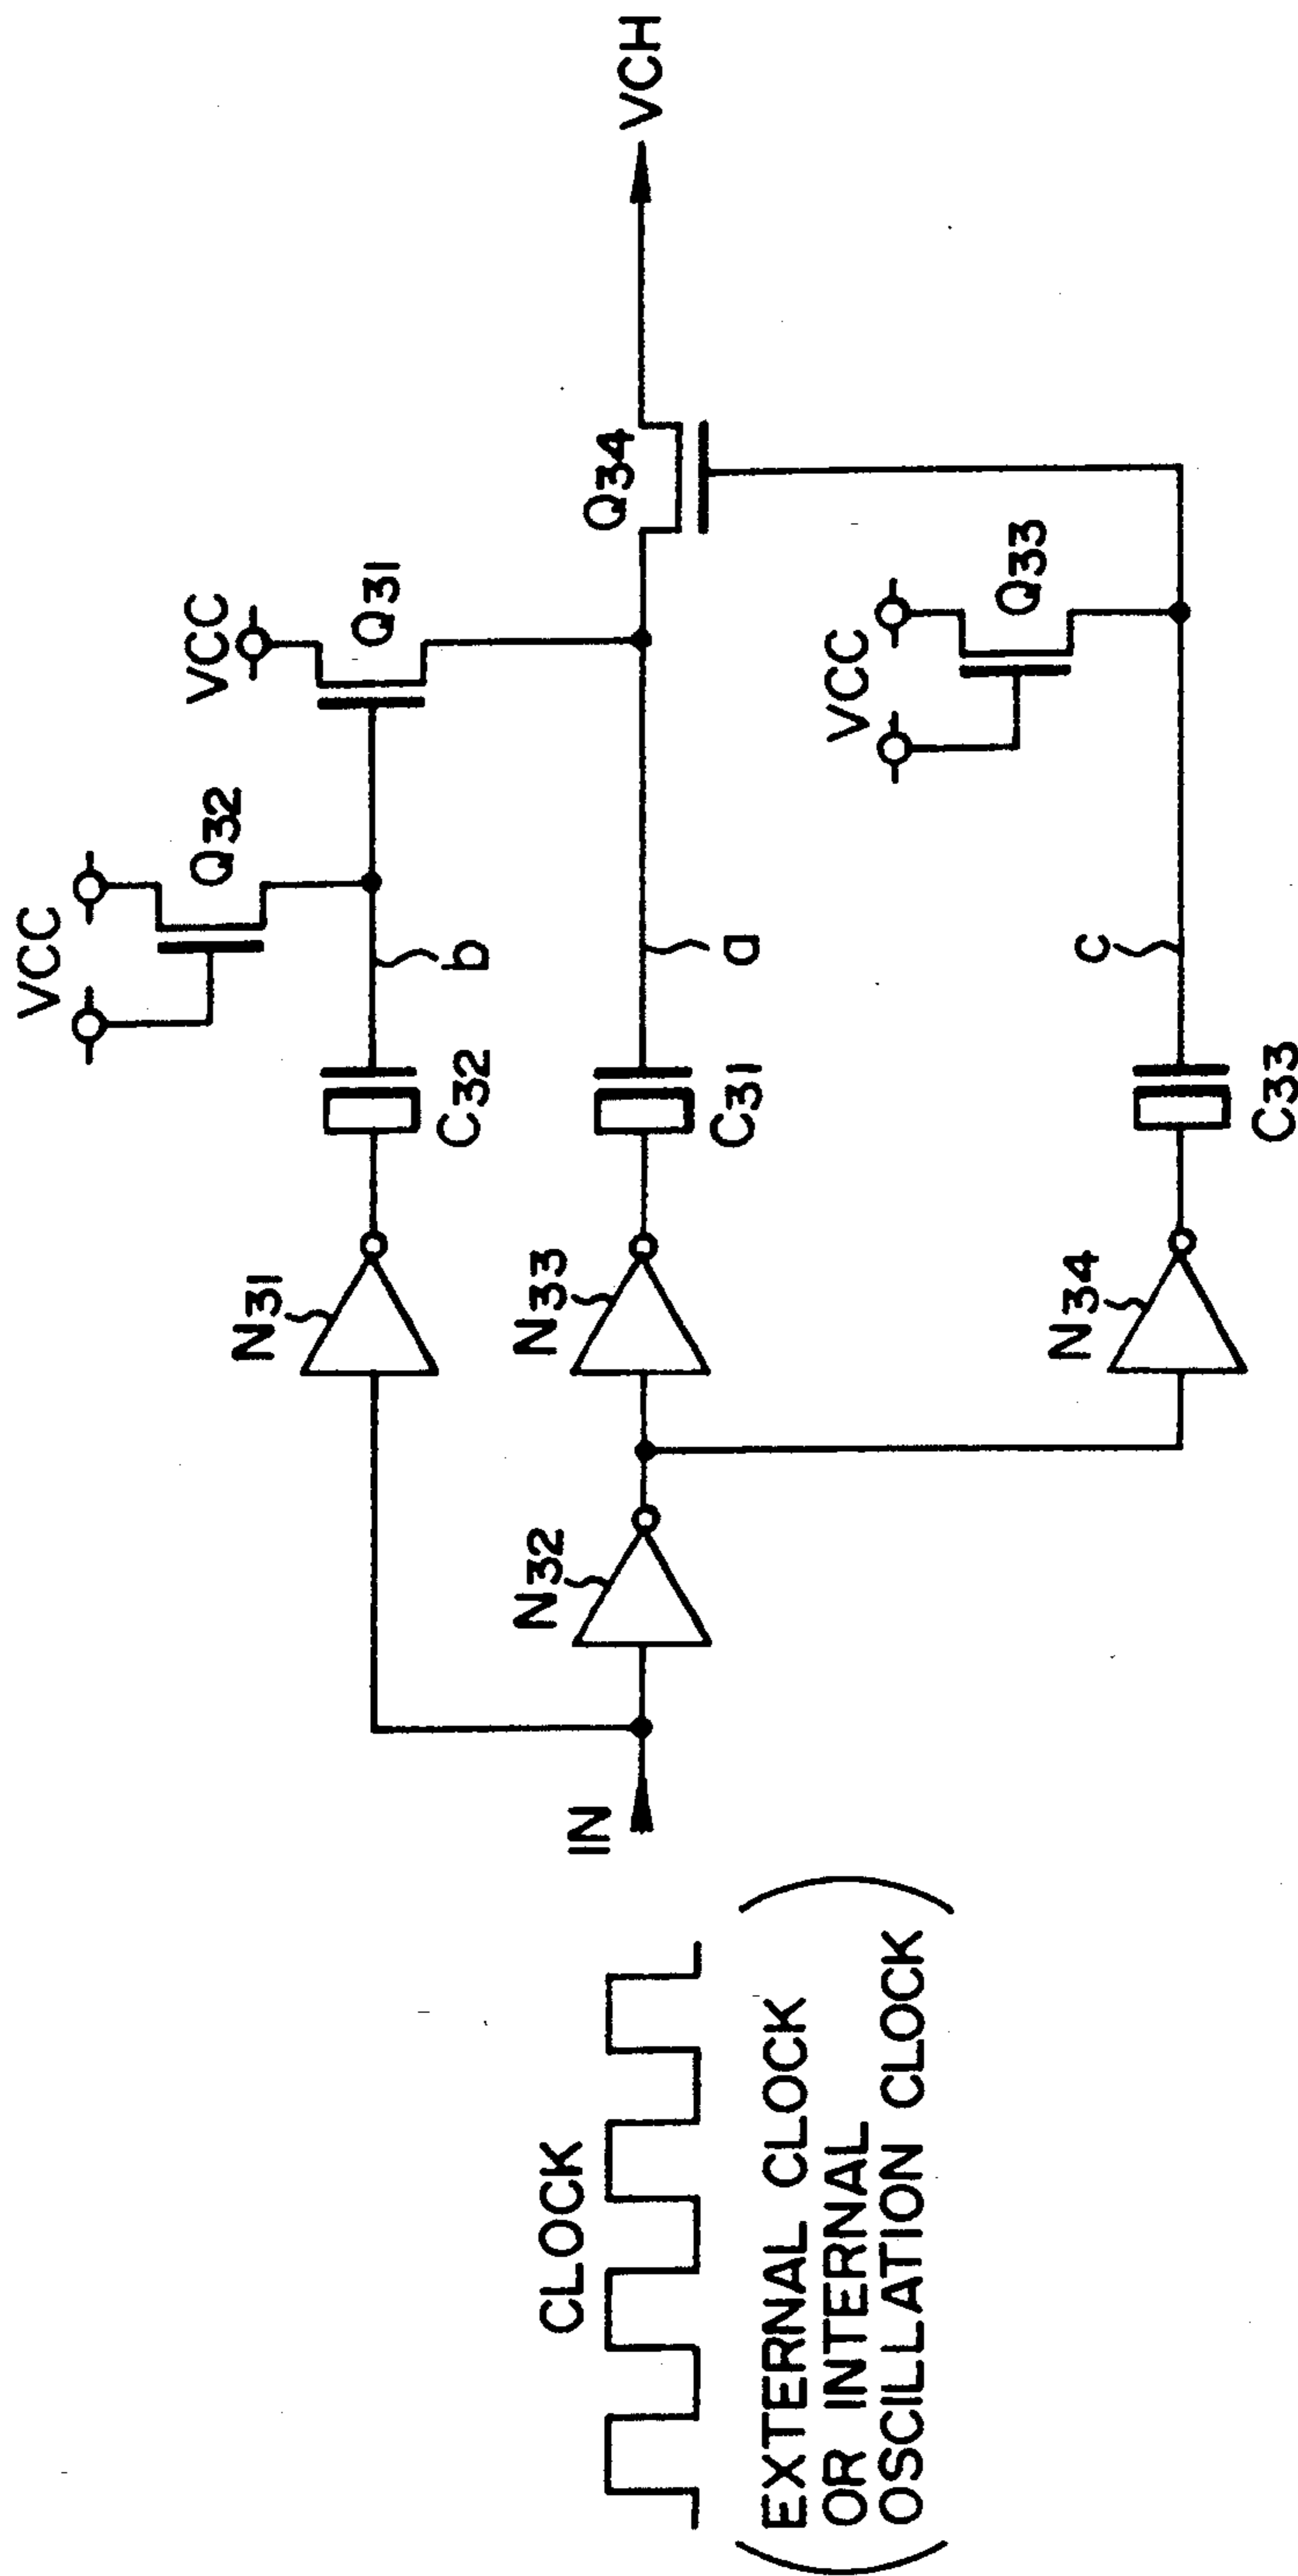 CLOCK
EXTERNAL CLOCK
OR INTERNAL
OSCILLATION CLOCK
IN
N31
N32
N33
N34
C32
C31
C33
b
a
c
VCC
Q32
VCC
Q31
VCC
Q33
Q34
VCH